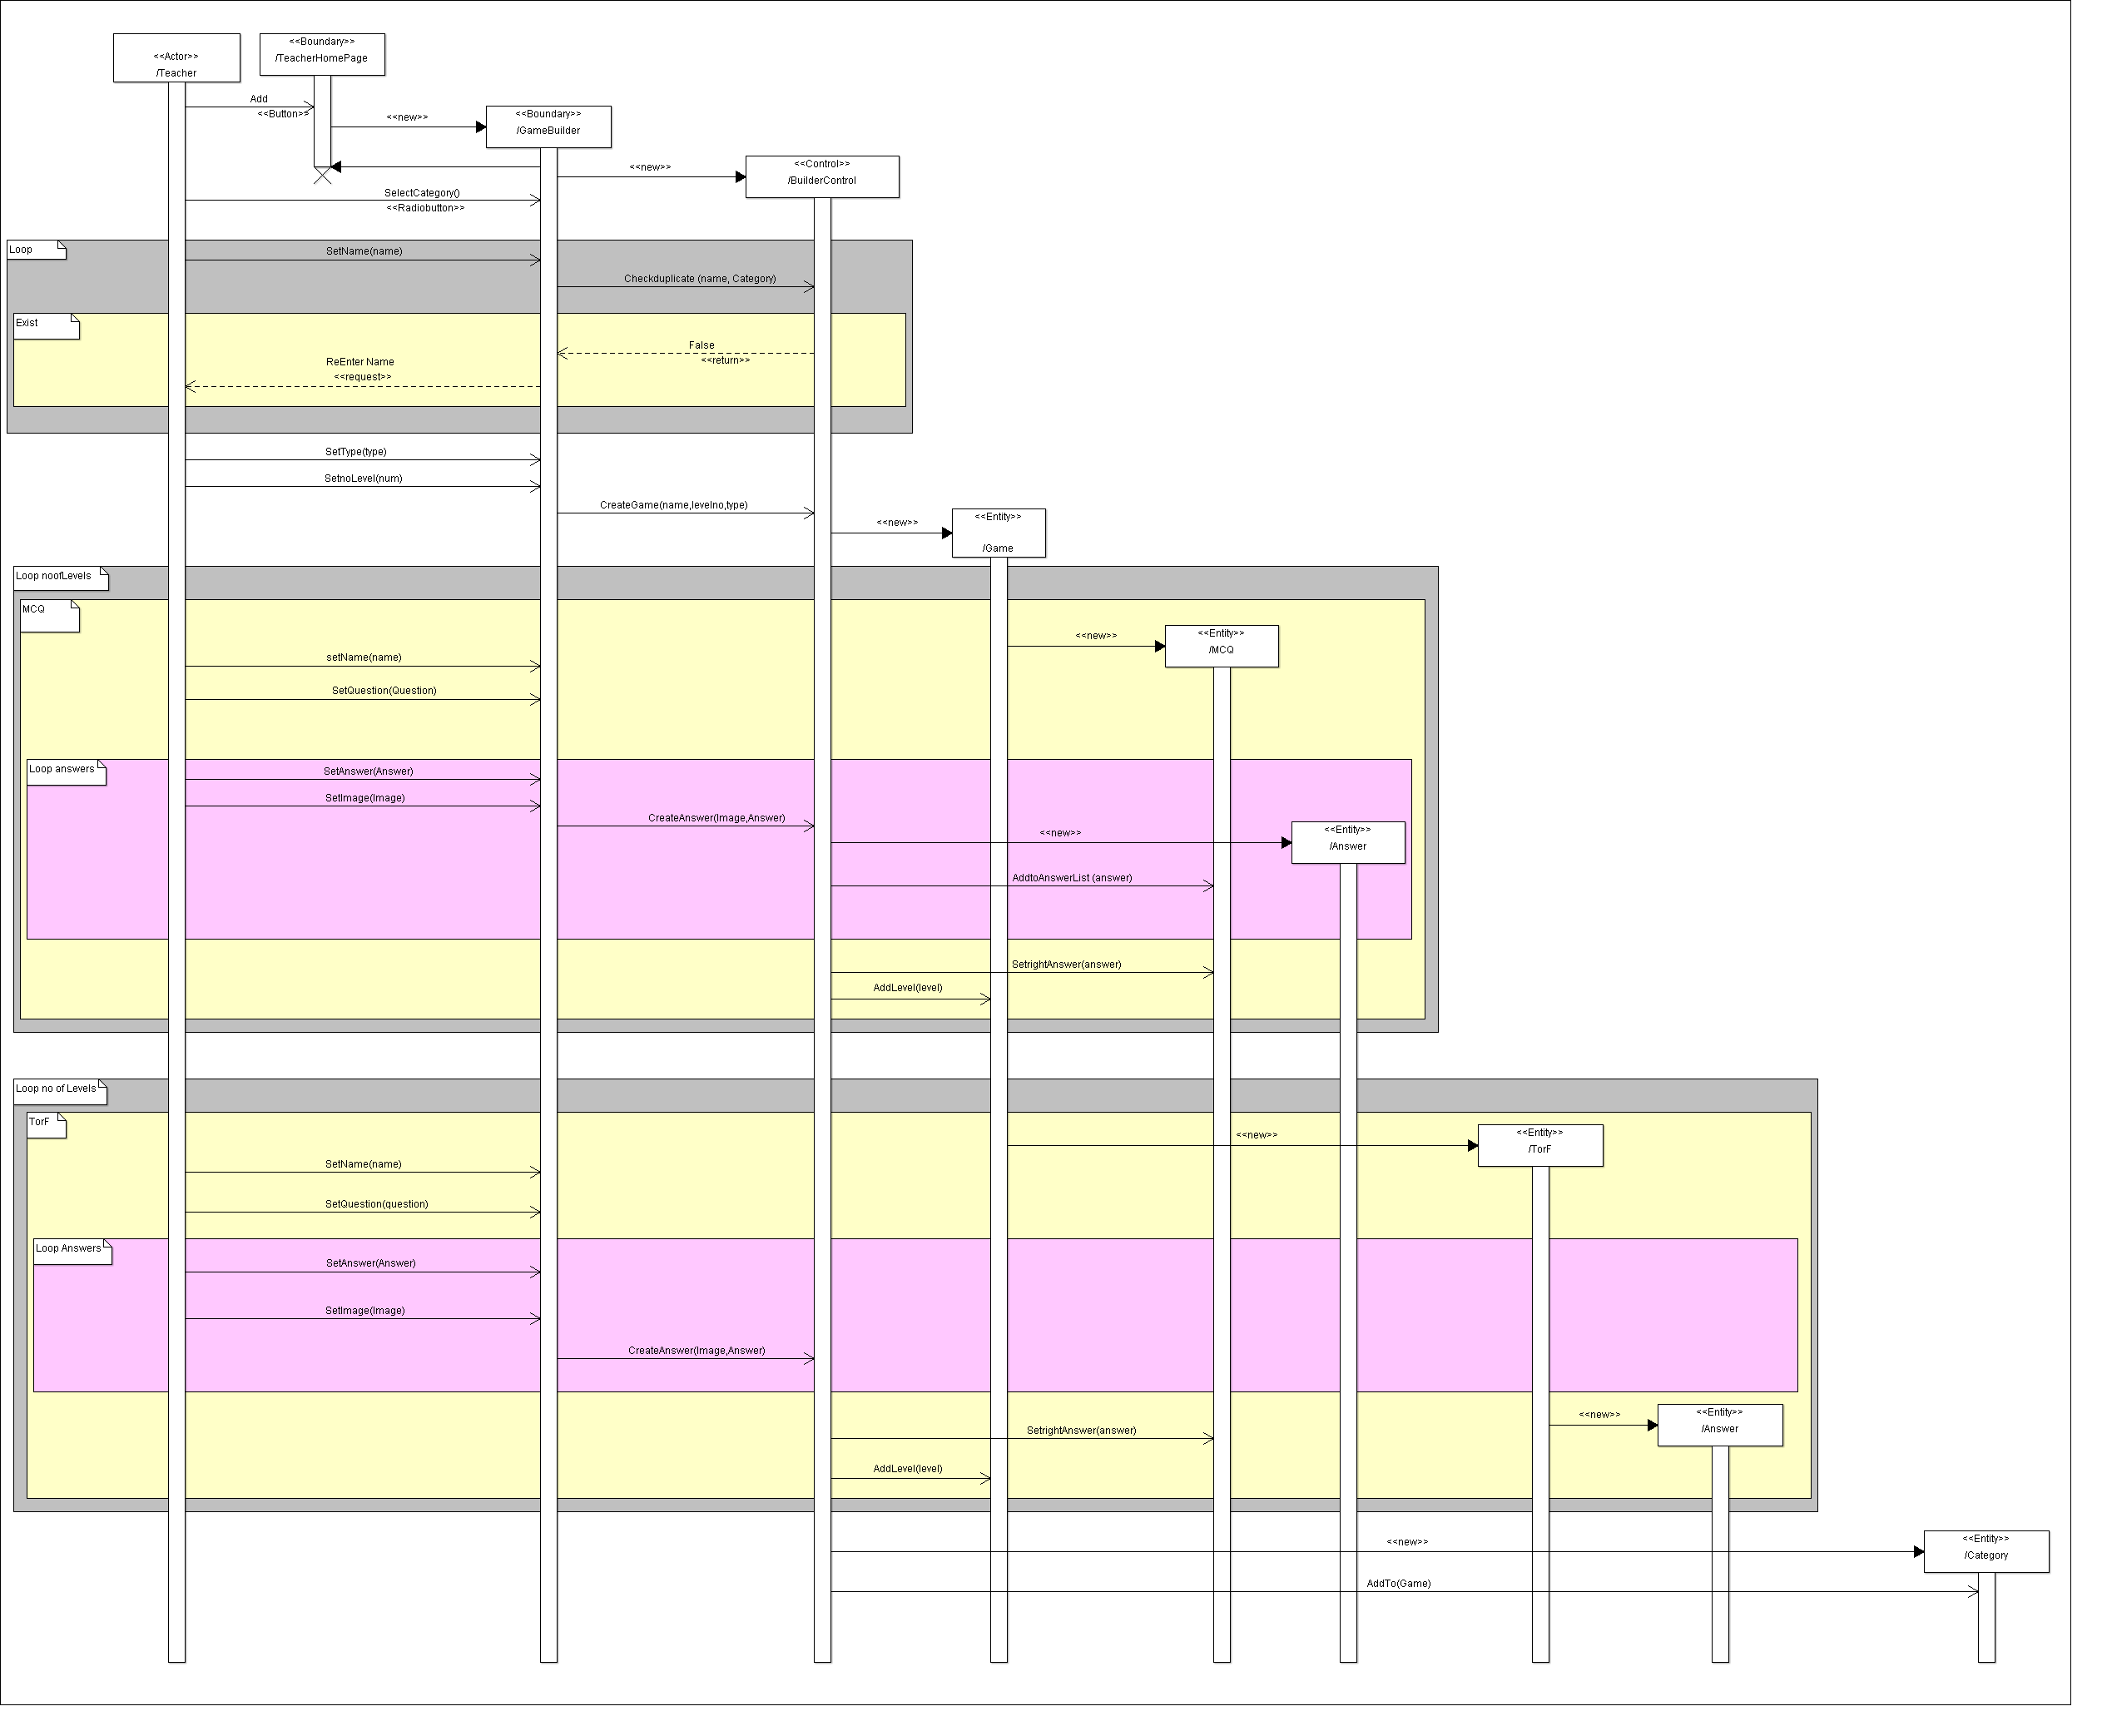 <<Actor>>
/Teacher
<<Boundary>>
/TeacherHomePage
Add
<<Button>>
<<new>>
<<Boundary>>
/GameBuilder
<<new>>
<<Control>>
/BuilderControl
SelectCategory()
<<Radiobutton>>
Loop
SetName(name)
Checkduplicate (name, Category)
Exist
False
<<return>>
ReEnter Name
<<request>>
SetType(type)
SetnoLevel(num)
CreateGame(name,levelno,type)
<<new>>
<<Entity>>
/Game
Loop noofLevels
MCQ
<<new>>
<<Entity>>
/MCQ
setName(name)
SetQuestion(Question)
Loop answers
SetAnswer(Answer)
SetImage(Image)
CreateAnswer(Image,Answer)
<<new>>
<<Entity>>
/Answer
AddtoAnswerList (answer)
SetrightAnswer(answer)
AddLevel(level)
Loop no of Levels
TorF
<<new>>
<<Entity>>
/TorF
SetName(name)
SetQuestion(question)
Loop Answers
SetAnswer(Answer)
SetImage(Image)
CreateAnswer(Image,Answer)
<<new>>
<<Entity>>
/Answer
SetrightAnswer(answer)
AddLevel(level)
<<new>>
<<Entity>>
/Category
AddTo(Game)